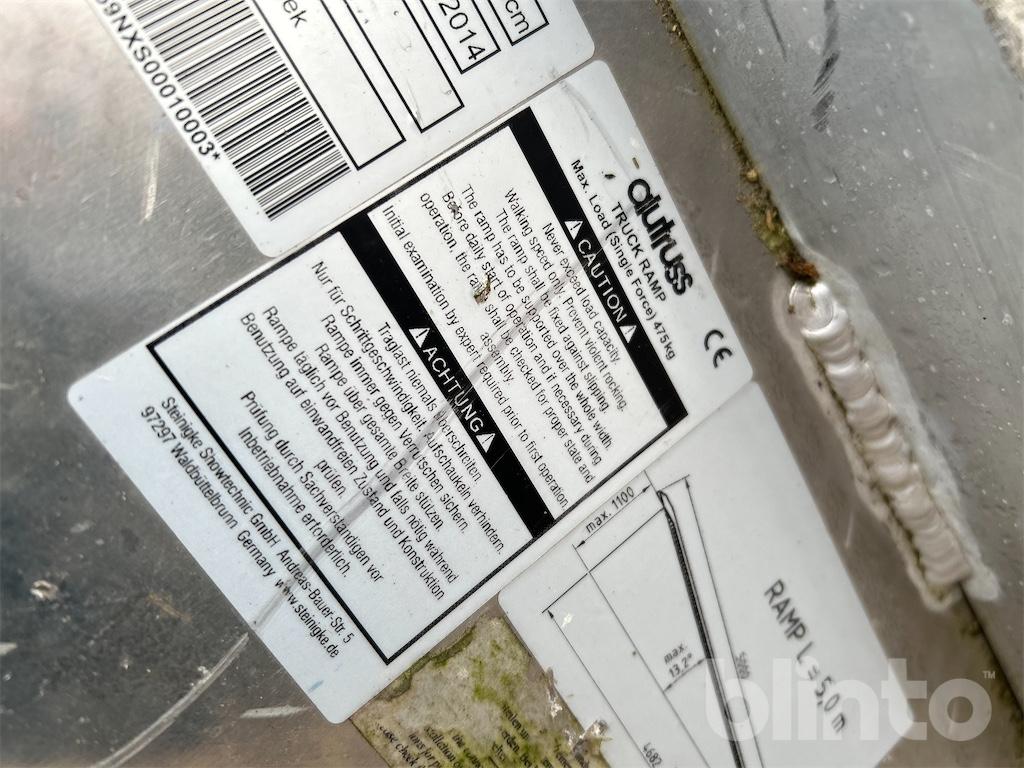 cm
2014
69NXS0010003*
alutruss
TRUCK RAMP
Max. Load (Single Force) 475kg
CE
CAUTION
Never exceed load capacity.
Walking speed only. Prevent violent rocking.
The ramp shall be fixed against slipping.
The ramp has to be supported over the whole width.
Before daily start of operation and if necessary during
operation, the ramp shall be checked for proper state and
assembly.
Initial examination by expert required prior to first operation
ACHTUNG
Traglast niemals überschreiten.
Nur für Schrittgeschwindigkeit. Aufschaukeln verhindern.
Rampe immer gegen Verrutschen sichern.
Rampe über gesamte Breite stützen.
Rampe täglich vor Benutzung und falls nötig während
Benutzung auf einwandfreien Zustand und Konstruktion
prüfen.
Prüfung durch Sachverständigen vor
Inbetriebnahme erforderlich.
Steinigke Showtechnic GmbH Andreas-Bauer-Str. 5
97297 Waldbüttelbrunn Germany www.steinigke.de
RAMP L = 5,0 m
max. 1100
max.
13.2°
4682
blinto™